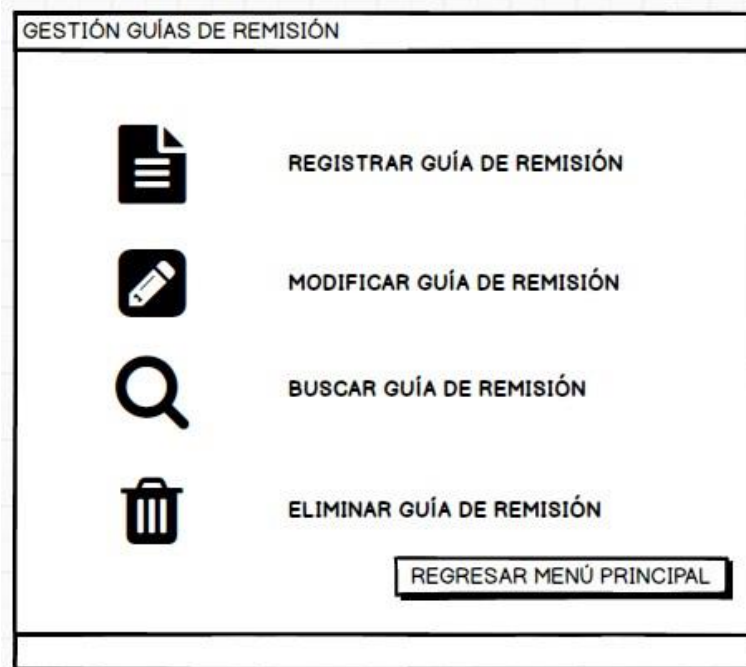 GESTIÓN GUÍAS DE REMISIÓN
REGISTRAR GUÍA DE REMISIÓN
MODIFICAR GUÍA DE REMISIÓN
BUSCAR GUÍA DE REMISIÓN
ELIMINAR GUÍA DE REMISIÓN
REGRESAR MENÚ PRINCIPAL